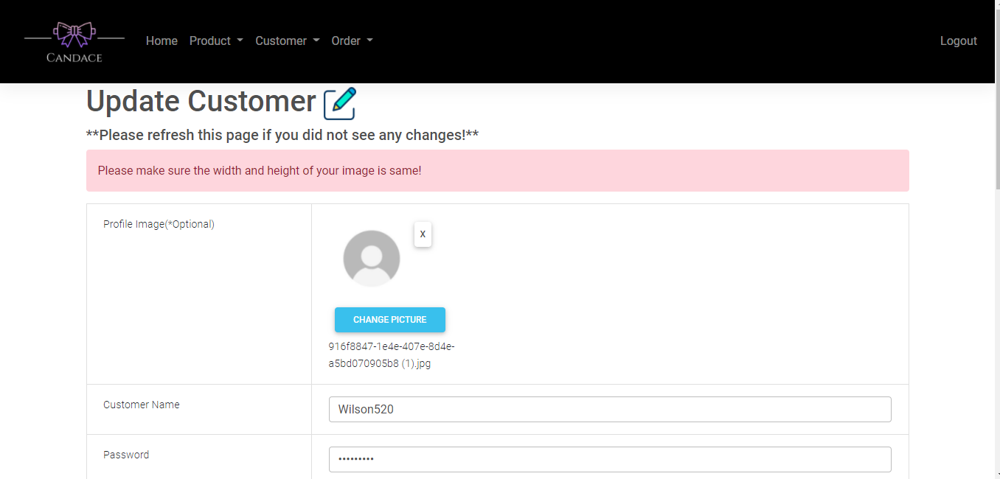 CANDACE
Home Product Customer Order Logout
Update Customer
**Please refresh this page if you did not see any changes!**
Please make sure the width and height of your image is same!
Profile Image(*Optional)
X
CHANGE PICTURE
916f8847-1e4e-407e-8d4e-
a5bd070905b8 (1).jpg
Customer Name
Wilson520
Password
•••••••••